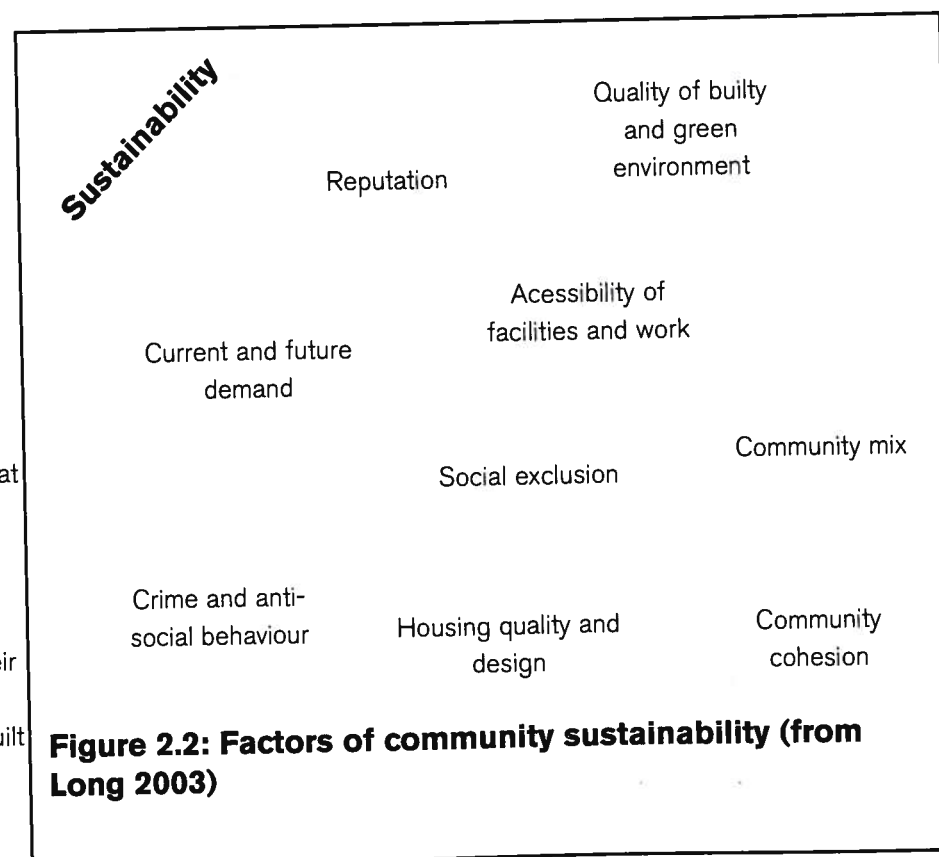 Sustainability
Quality of builty
and green
environment
Reputation
Acessibility of
facilities and work
Current and future
demand
Community mix
at
Social exclusion
Crime and anti-
social behaviour
Housing quality and
design
Community
cohesion
eir
uilt
Figure 2.2: Factors of community sustainability (from
Long 2003)